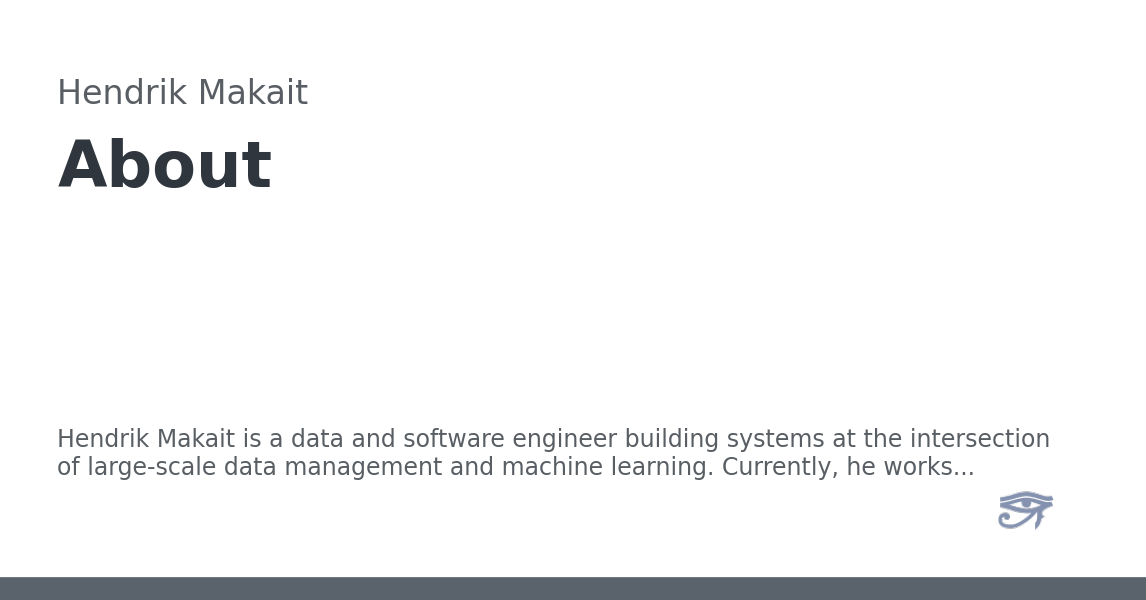 Hendrik Makait
About
Hendrik Makait is a data and software engineer building systems at the intersection
of large-scale data management and machine learning. Currently, he works...